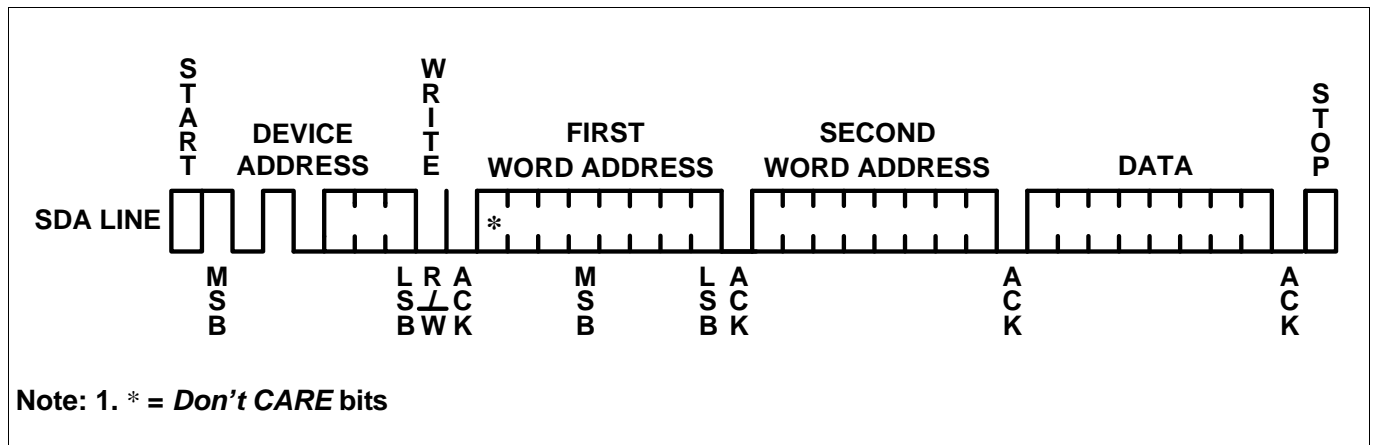 START
WRITE
STOP
DEVICE
ADDRESS
FIRST
WORD ADDRESS
SECOND
WORD ADDRESS
DATA
SDA LINE
*
MSB
LSB
R/W
ACK
MSB
LSB
ACK
ACK
ACK
Note: 1. * = Don't CARE bits